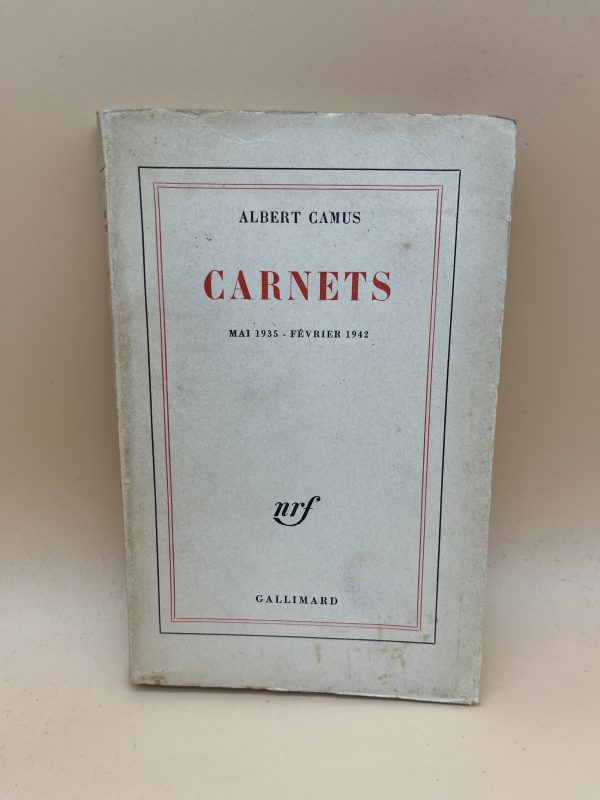 ALBERT CAMUS
CARNETS
MAI 1935 - FÉVRIER 1942
nrf
GALLIMARD